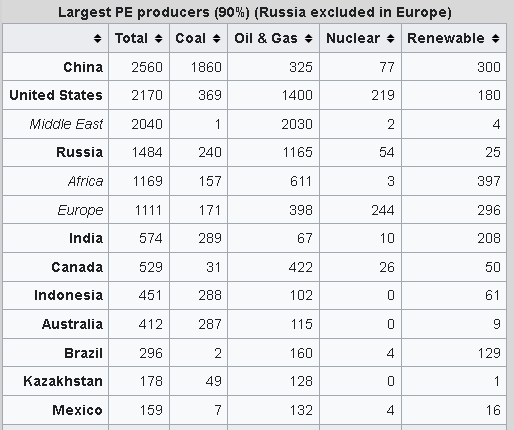 Largest PE producers (90%) (Russia excluded in Europe)
Total Coal Oil & Gas Nuclear Renewable
China 2560 1860 325 77 300
United States 2170 369 1400 219 180
Middle East 2040 1 2030 2 4
Russia 1484 240 1165 54 25
Africa 1169 157 611 3 397
Europe 1111 171 398 244 296
India 574 289 67 10 208
Canada 529 31 422 26 50
Indonesia 451 288 102 0 61
Australia 412 287 115 0 9
Brazil 296 2 160 4 129
Kazakhstan 178 49 128 0 1
Mexico 159 7 132 4 16